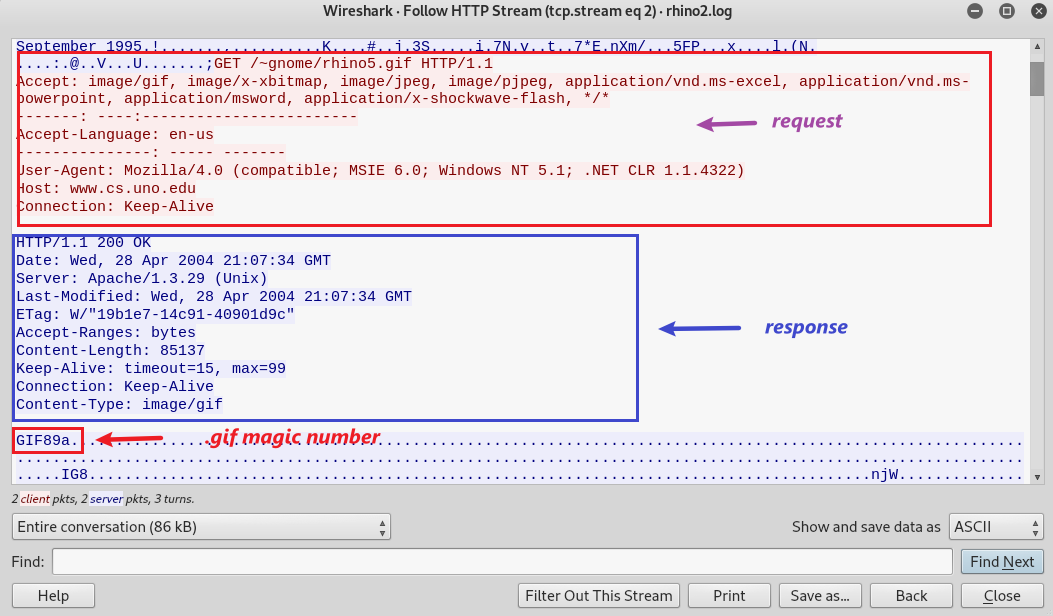 Wireshark · Follow HTTP Stream (tcp.stream eq 2) · rhino2.log
September 1995.!..................K....#..j.3S.....i.7N.v..t..7*E.nXm/...5FP...x....l.(N.
....:.@..V...U.......;GET /~gnome/rhino5.gif HTTP/1.1
Accept: image/gif, image/x-xbitmap, image/jpeg, image/pjpeg, application/vnd.ms-excel, application/vnd.ms-
powerpoint, application/msword, application/x-shockwave-flash, */*
-------: ----:------------------------
request
Accept-Language: en-us
---------------: ----- -------
User-Agent: Mozilla/4.0 (compatible; MSIE 6.0; Windows NT 5.1; .NET CLR 1.1.4322)
Host: www.cs.uno.edu
Connection: Keep-Alive
HTTP/1.1 200 OK
Date: Wed, 28 Apr 2004 21:07:34 GMT
Server: Apache/1.3.29 (Unix)
Last-Modified: Wed, 28 Apr 2004 21:07:34 GMT
ETag: W/"19b1e7-14c91-40901d9c"
response
Accept-Ranges: bytes
Content-Length: 85137
Keep-Alive: timeout=15, max=99
Connection: Keep-Alive
Content-Type: image/gif
GIF89a.
.gif magic number
.....IG8.......................................................................................njW..............
2 client pkts, 2 server pkts, 3 turns.
Entire conversation (86 kB)
Show and save data as ASCII
Find:
Find Next
Help
Filter Out This Stream
Print
Save as...
Back
Close